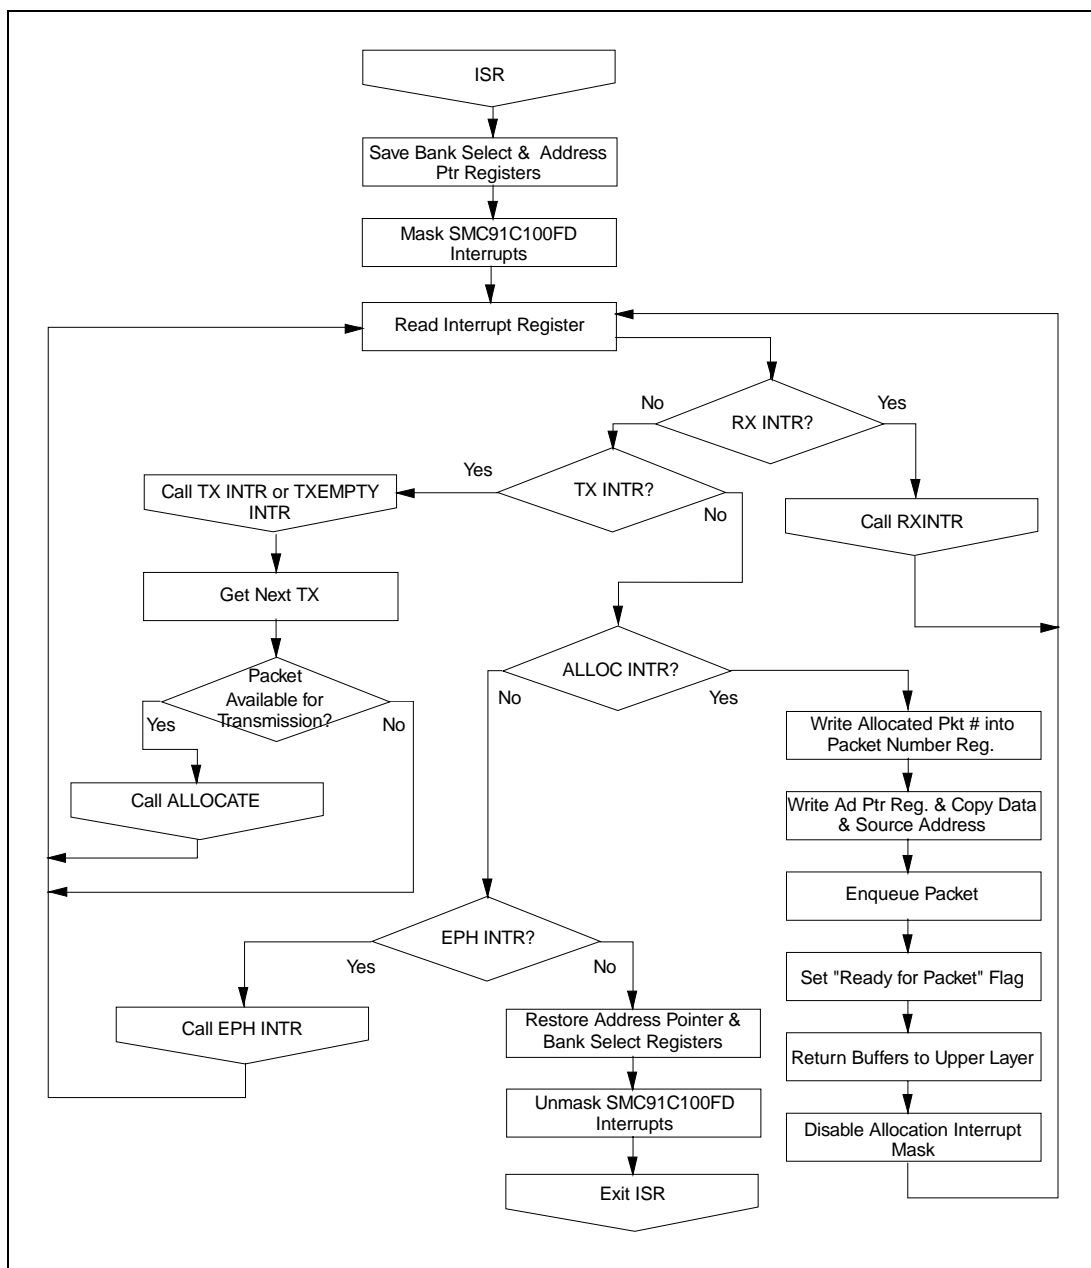 ISR
Save Bank Select & Address
Ptr Registers
Mask SMC91C100FD
Interrupts
Read Interrupt Register
RX INTR?
No
Yes
TX INTR?
Yes
No
Call TX INTR or TXEMPTY
INTR
Call RXINTR
Get Next TX
ALLOC INTR?
No
Yes
Packet
Available for
Transmission?
Yes
No
Write Allocated Pkt # into
Packet Number Reg.
Call ALLOCATE
Write Ad Ptr Reg. & Copy Data
& Source Address
Enqueue Packet
EPH INTR?
Yes
No
Set "Ready for Packet" Flag
Call EPH INTR
Restore Address Pointer &
Bank Select Registers
Return Buffers to Upper Layer
Unmask SMC91C100FD
Interrupts
Disable Allocation Interrupt
Mask
Exit ISR